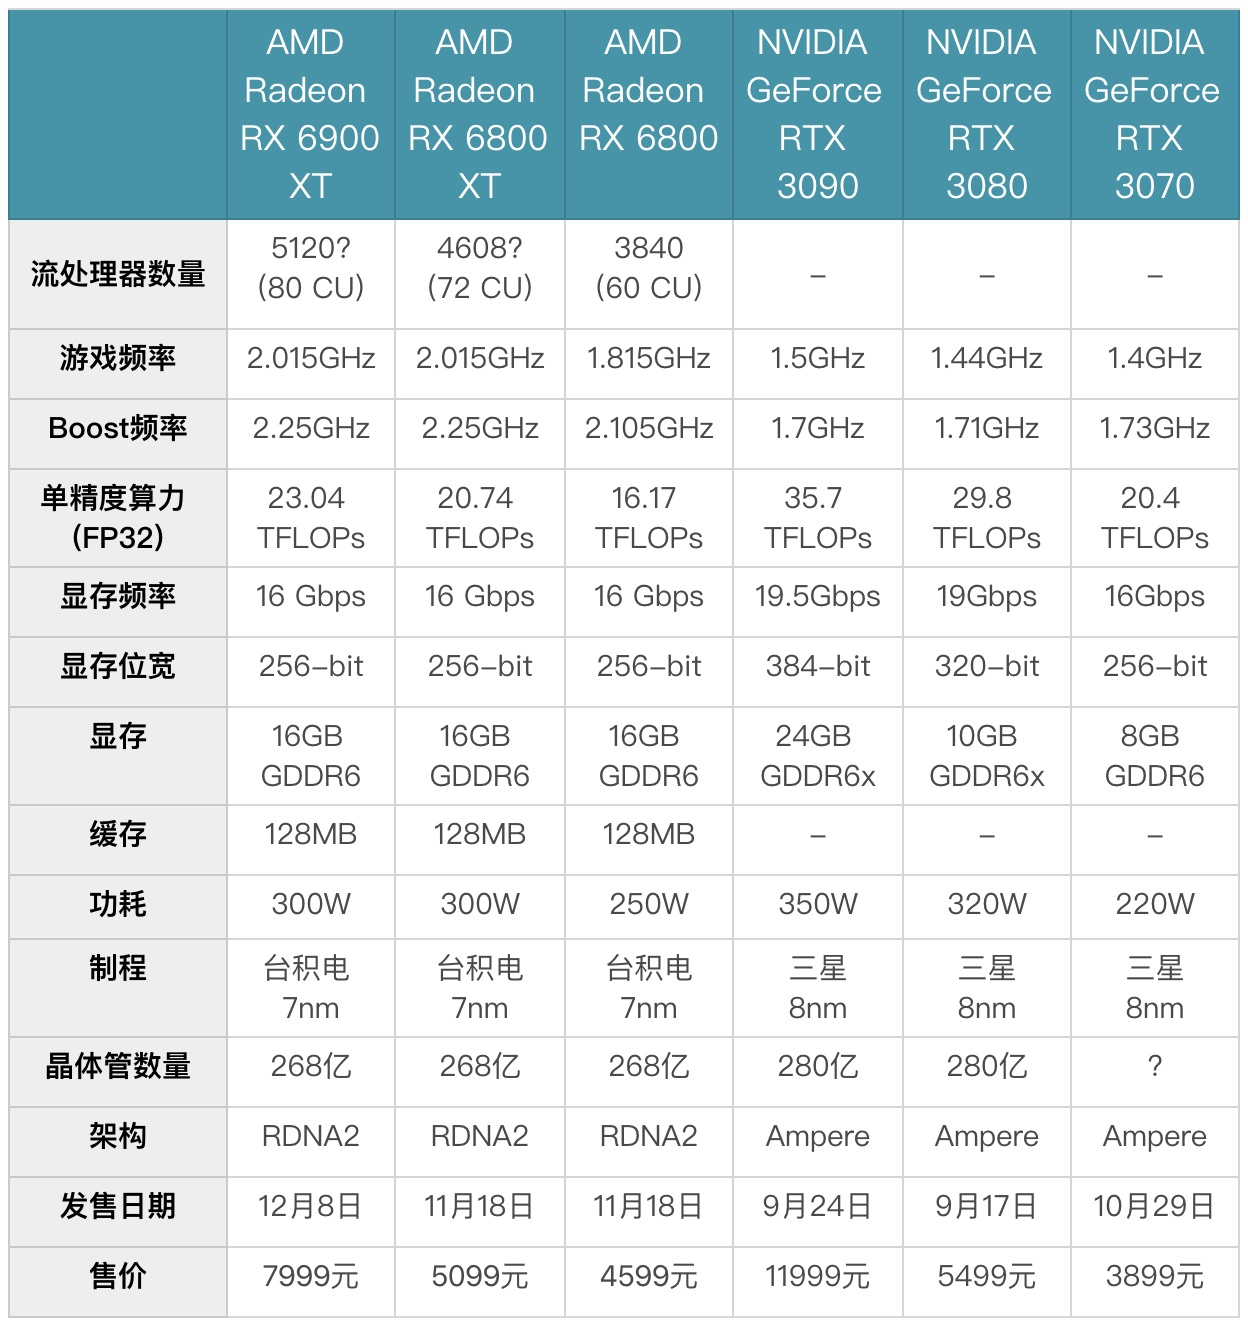 AMD Radeon RX 6900 XT AMD Radeon RX 6800 XT AMD Radeon RX 6800 NVIDIA GeForce RTX 3090 NVIDIA GeForce RTX 3080 NVIDIA GeForce RTX 3070
流处理器数量 5120? (80 CU) 4608? (72 CU) 3840 (60 CU) – – –
游戏频率 2.015GHz 2.015GHz 1.815GHz 1.5GHz 1.44GHz 1.4GHz
Boost频率 2.25GHz 2.25GHz 2.105GHz 1.7GHz 1.71GHz 1.73GHz
单精度算力（FP32） 23.04 TFLOPs 20.74 TFLOPs 16.17 TFLOPs 35.7 TFLOPs 29.8 TFLOPs 20.4 TFLOPs
显存频率 16 Gbps 16 Gbps 16 Gbps 19.5Gbps 19Gbps 16Gbps
显存位宽 256-bit 256-bit 256-bit 384-bit 320-bit 256-bit
显存 16GB GDDR6 16GB GDDR6 16GB GDDR6 24GB GDDR6x 10GB GDDR6x 8GB GDDR6
缓存 128MB 128MB 128MB – – –
功耗 300W 300W 250W 350W 320W 220W
制程 台积电 7nm 台积电 7nm 台积电 7nm 三星 8nm 三星 8nm 三星 8nm
晶体管数量 268亿 268亿 268亿 280亿 280亿 ?
架构 RDNA2 RDNA2 RDNA2 Ampere Ampere Ampere
发售日期 12月8日 11月18日 11月18日 9月24日 9月17日 10月29日
售价 7999元 5099元 4599元 11999元 5499元 3899元